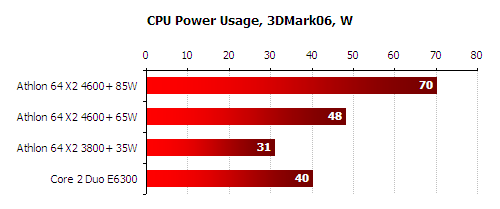 CPU Power Usage, 3DMark06, W
0 10 20 30 40 50 60 70 80
Athlon 64 X2 4600+ 85W 70
Athlon 64 X2 4600+ 65W 48
Athlon 64 X2 3800+ 35W 31
Core 2 Duo E6300 40